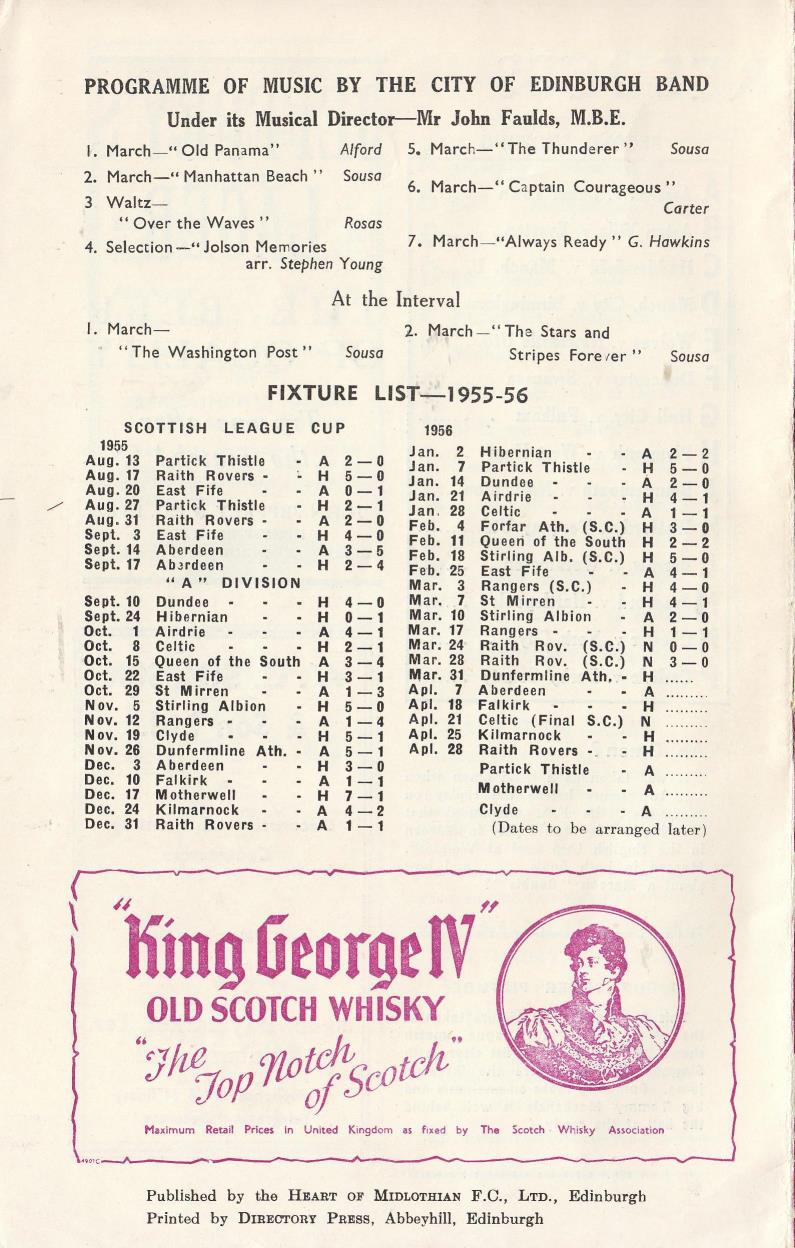 PROGRAMME OF MUSIC BY THE CITY OF EDINBURGH BAND
Under its Musical Director—Mr John Faulds, M.B.E.
1. March—“Old Panama” Alford
2. March—“Manhattan Beach” Sousa
3 Waltz—
“Over the Waves” Rosas
4. Selection—“Jolson Memories
arr. Stephen Young
5. March—“The Thunderer” Sousa
6. March—“Captain Courageous”
Carter
7. March—“Always Ready” G. Hawkins
At the Interval
1. March—
“The Washington Post” Sousa
2. March—“The Stars and
Stripes Forever” Sousa
FIXTURE LIST—1955-56
SCOTTISH LEAGUE CUP
1955
Aug. 13 Partick Thistle - A 2—0
Aug. 17 Raith Rovers - - H 5—0
Aug. 20 East Fife - - A 0—1
Aug. 27 Partick Thistle - H 2—1
Aug. 31 Raith Rovers - - A 2—0
Sept. 3 East Fife - - H 4—0
Sept. 14 Aberdeen - - A 3—5
Sept. 17 Aberdeen - - H 2—4
“A” DIVISION
Sept. 10 Dundee - - - H 4—0
Sept. 24 Hibernian - - H 0—1
Oct. 1 Airdrie - - - A 4—1
Oct. 8 Celtic - - - H 2—1
Oct. 15 Queen of the South A 3—4
Oct. 22 East Fife - - H 3—1
Oct. 29 St Mirren - - A 1—3
Nov. 5 Stirling Albion - H 5—0
Nov. 12 Rangers - - - A 1—4
Nov. 19 Clyde - - - H 5—1
Nov. 26 Dunfermline Ath. - A 5—1
Dec. 3 Aberdeen - - H 3—0
Dec. 10 Falkirk - - - A 1—1
Dec. 17 Motherwell - - H 7—1
Dec. 24 Kilmarnock - - A 4—2
Dec. 31 Raith Rovers - - A 1—1
1956
Jan. 2 Hibernian - - A 2—2
Jan. 7 Partick Thistle - H 5—0
Jan. 14 Dundee - - - A 2—0
Jan. 21 Airdrie - - - H 4—1
Jan. 28 Celtic - - - A 1—1
Feb. 4 Forfar Ath. (S.C.) H 3—0
Feb. 11 Queen of the South H 2—2
Feb. 18 Stirling Alb. (S.C.) H 5—0
Feb. 25 East Fife - - A 4—1
Mar. 3 Rangers (S.C.) - H 4—0
Mar. 7 St Mirren - - H 4—1
Mar. 10 Stirling Albion - A 2—0
Mar. 17 Rangers - - - H 1—1
Mar. 24 Raith Rov. (S.C.) N 0—0
Mar. 28 Raith Rov. (S.C.) N 3—0
Mar. 31 Dunfermline Ath. - H ......
Apl. 7 Aberdeen - - A .........
Apl. 18 Falkirk - - - H .........
Apl. 21 Celtic (Final S.C.) N .........
Apl. 25 Kilmarnock - - H .........
Apl. 28 Raith Rovers - - H .........
Partick Thistle - A .........
Motherwell - - A .........
Clyde - - - A .........
(Dates to be arranged later)
“King George IV”
OLD SCOTCH WHISKY
“The
Top Notch
of Scotch”
Maximum Retail Prices in United Kingdom as fixed by The Scotch Whisky Association
Published by the HEART OF MIDLOTHIAN F.C., LTD., Edinburgh
Printed by DIRECTORY PRESS, Abbeyhill, Edinburgh